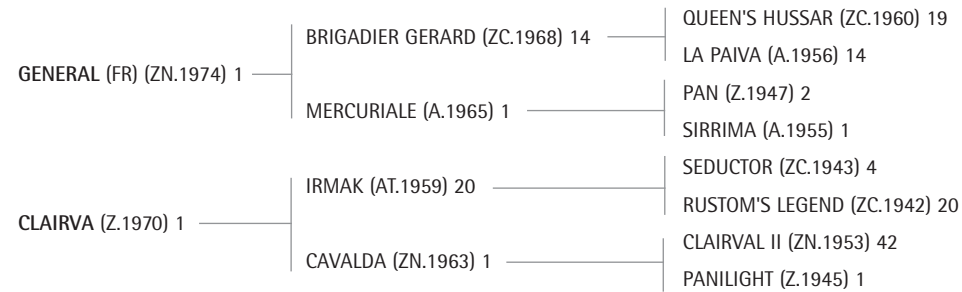 QUEEN'S HUSSAR (ZC.1960) 19
BRIGADIER GERARD (ZC.1968) 14
LA PAIVA (A.1956) 14
GENERAL (FR) (ZN.1974) 1
PAN (Z.1947) 2
MERCURIALE (A.1965) 1
SIRRIMA (A.1955) 1
SEDUCTOR (ZC.1943) 4
IRMAK (AT.1959) 20
RUSTOM'S LEGEND (ZC.1942) 20
CLAIRVA (Z.1970) 1
CLAIRVAL II (ZN.1953) 42
CAVALDA (ZN.1963) 1
PANILIGHT (Z.1945) 1